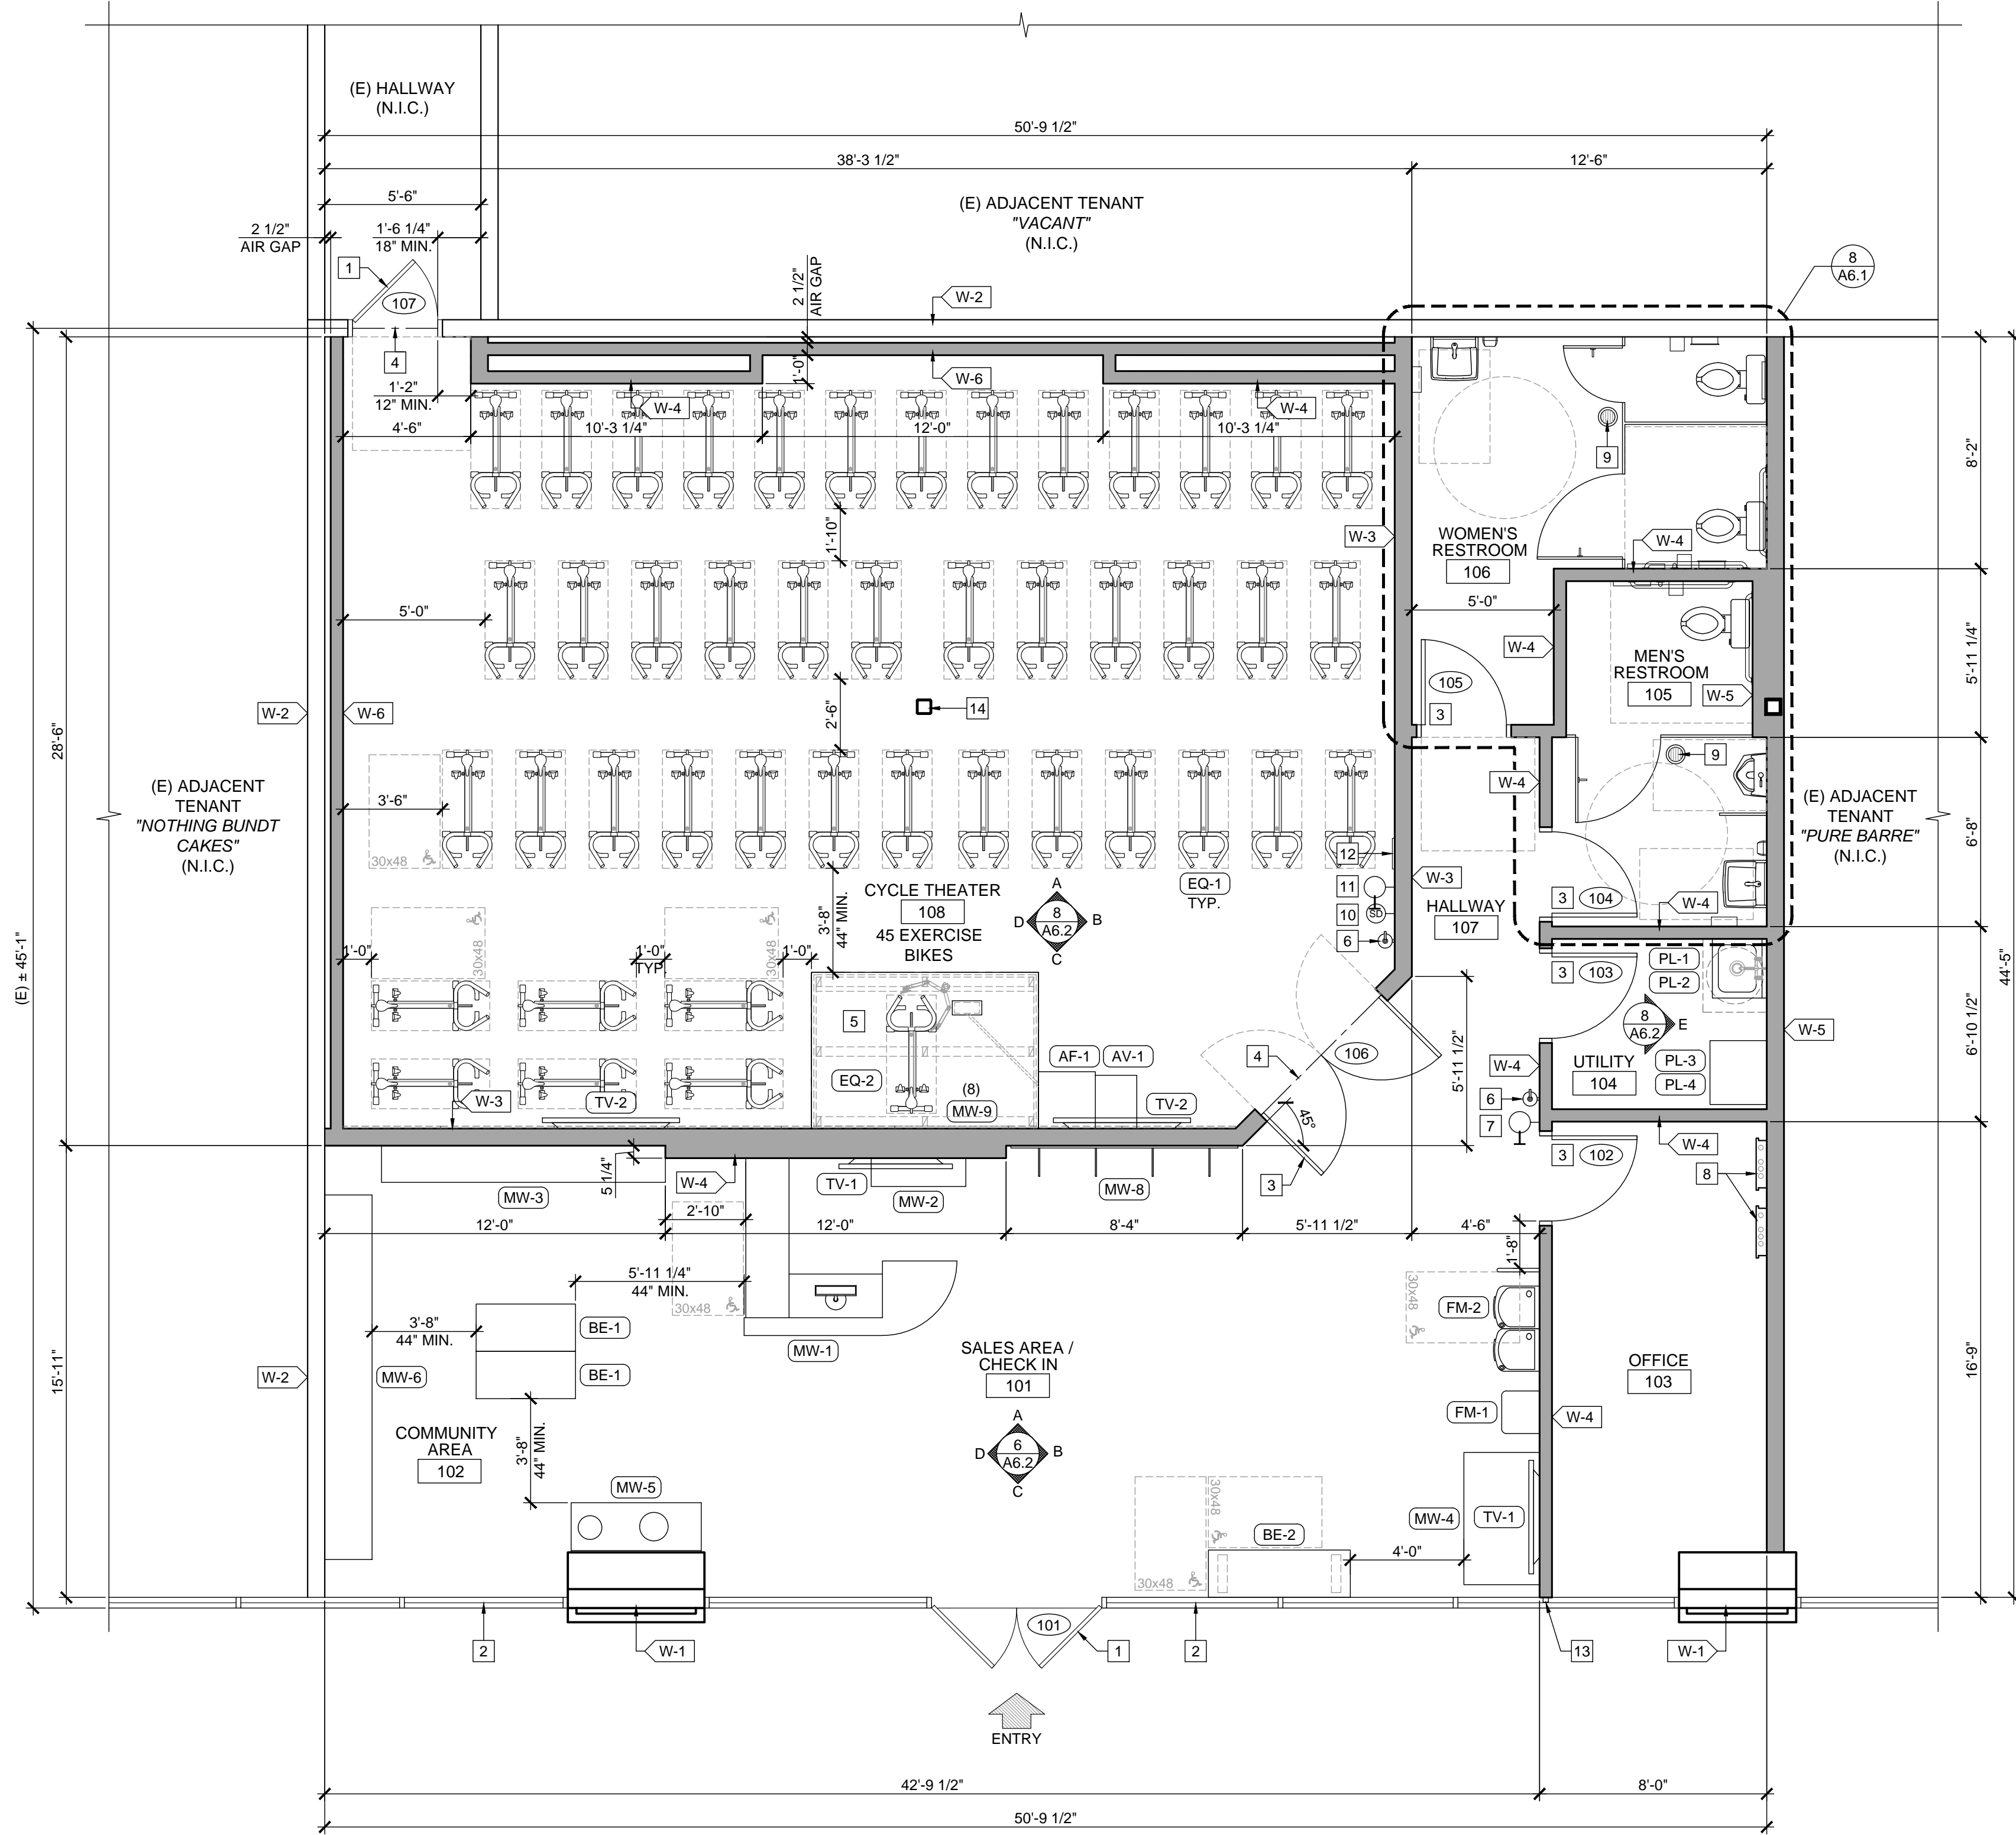 (E) HALLWAY
(N.I.C.)
50'-9 1/2"
38'-3 1/2"
12'-6"
5'-6"
(E) ADJACENT TENANT
"VACANT"
(N.I.C.)
2 1/2"
AIR GAP
1'-6 1/4"
18" MIN.
1
107
2 1/2"
AIR GAP
W-2
8
A6.1
4
1'-0"
W-6
1'-2"
12" MIN.
W-4
W-4
4'-6"
10'-3 1/4"
12'-0"
10'-3 1/4"
9
8'-2"
1'-10"
W-3
WOMEN'S
RESTROOM
106
W-4
5'-0"
5'-0"
W-4
MEN'S
RESTROOM
105
W-5
5'-11 1/4"
105
3
W-2
W-6
2'-6"
14
28'-6"
9
W-4
(E) ADJACENT
TENANT
"NOTHING BUNDT
CAKES"
(N.I.C.)
3'-6"
30x48
(E) ADJACENT
TENANT
"PURE BARRE"
(N.I.C.)
6'-8"
12
11
10
SD
6
W-3
HALLWAY
107
3
104
W-4
CYCLE THEATER
108
45 EXERCISE
BIKES
3'-8"
44" MIN.
A
D
8
A6.2
B
C
EQ-1
TYP.
1'-0"
30x48
1'-0"
TYP.
30x48
1'-0"
(E) ± 45'-1"
44'-5"
3
103
PL-1
PL-2
8
A6.2
E
W-5
6'-10 1/2"
5
EQ-2
(8)
MW-9
AF-1
AV-1
4
106
5'-11 1/2"
W-4
UTILITY
104
PL-3
PL-4
W-3
TV-2
TV-2
45°
6
7
W-4
3
102
8
5 1/4"
MW-3
W-4
TV-1
MW-2
MW-8
3
2'-10"
12'-0"
12'-0"
8'-4"
5'-11 1/2"
4'-6"
1'-8"
5'-11 1/4"
44" MIN.
30x48
30x48
FM-2
3'-8"
44" MIN.
BE-1
BE-1
MW-1
SALES AREA /
CHECK IN
101
OFFICE
103
15'-11"
16'-9"
W-2
MW-6
FM-1
W-4
COMMUNITY
AREA
102
3'-8"
44" MIN.
A
D
6
A6.2
B
C
MW-5
30x48
30x48
BE-2
MW-4
TV-1
4'-0"
2
W-1
101
1
2
13
W-1
ENTRY
42'-9 1/2"
8'-0"
50'-9 1/2"